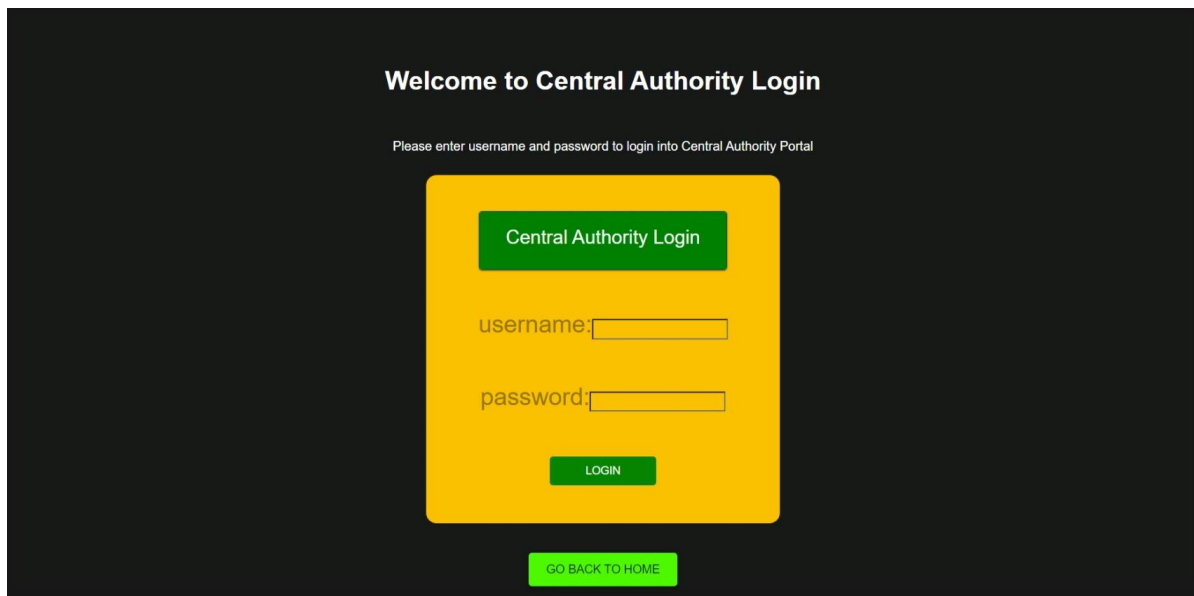 Welcome to Central Authority Login
Please enter username and password to login into Central Authority Portal
Central Authority Login
username:
password:
LOGIN
GO BACK TO HOME